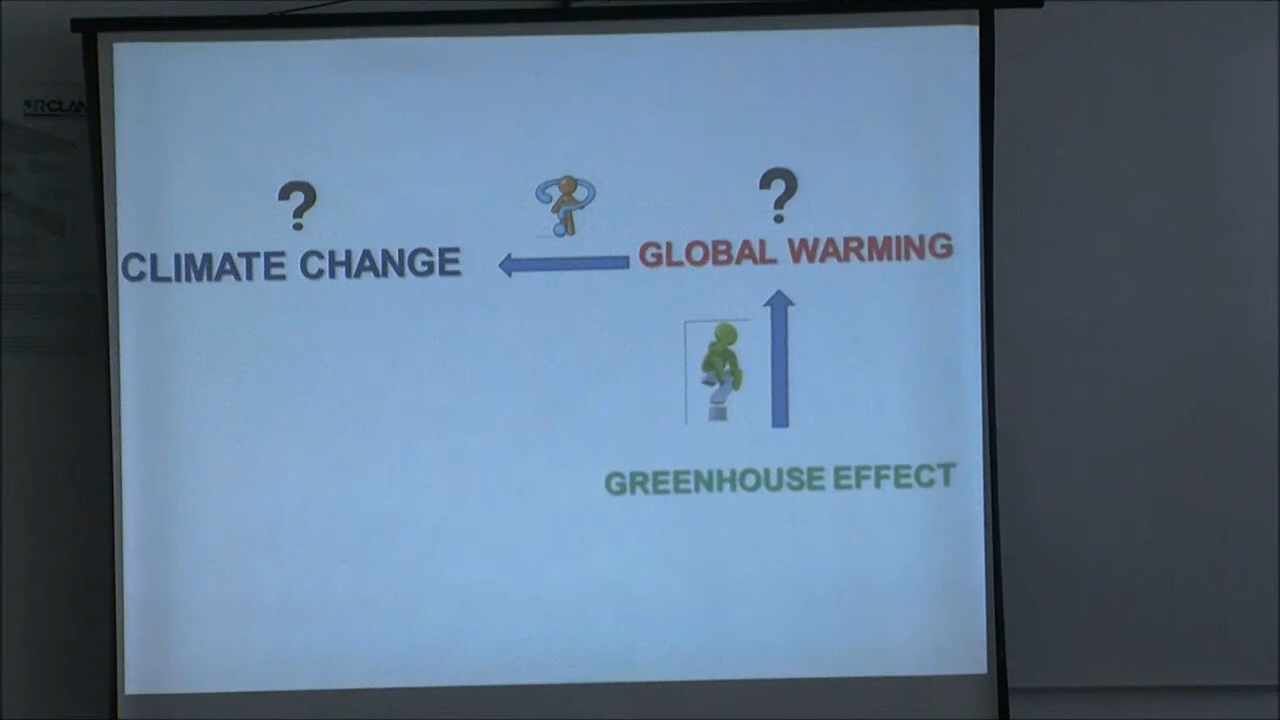 ?
?
CLIMATE CHANGE
GLOBAL WARMING
GREENHOUSE EFFECT